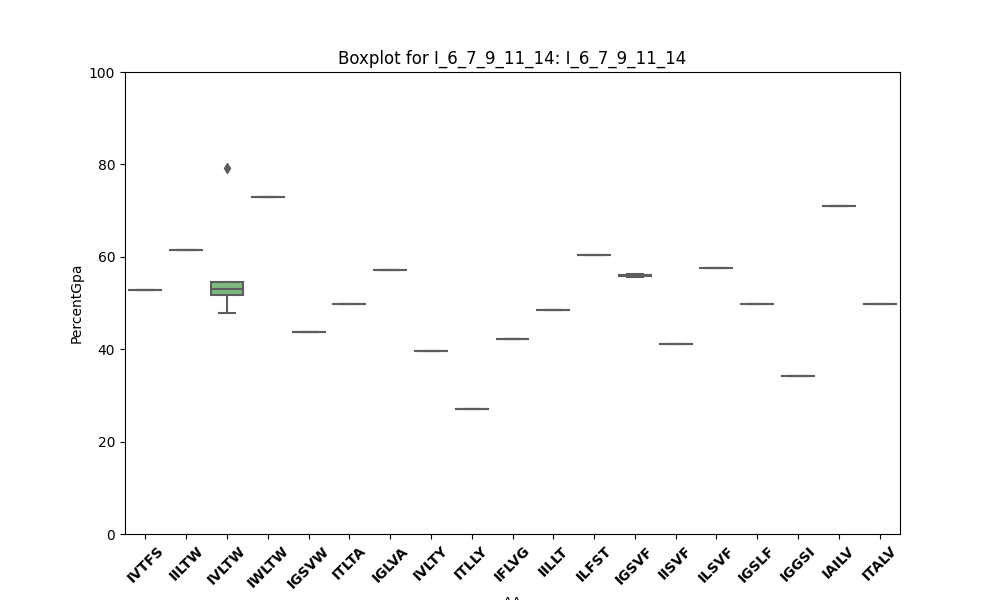 Boxplot for I_6_7_9_11_14: I_6_7_9_11_14
100
80
60
40
20
0
PercentGpa
IVTFS
IILTW
IVLTW
IWLTW
IGSVW
ITLTA
IGLVA
IVLTY
ITLLY
IFLVG
IILLT
ILFST
IGSVF
IISVF
ILSVF
IGSLF
IGGSI
IAILV
ITALV